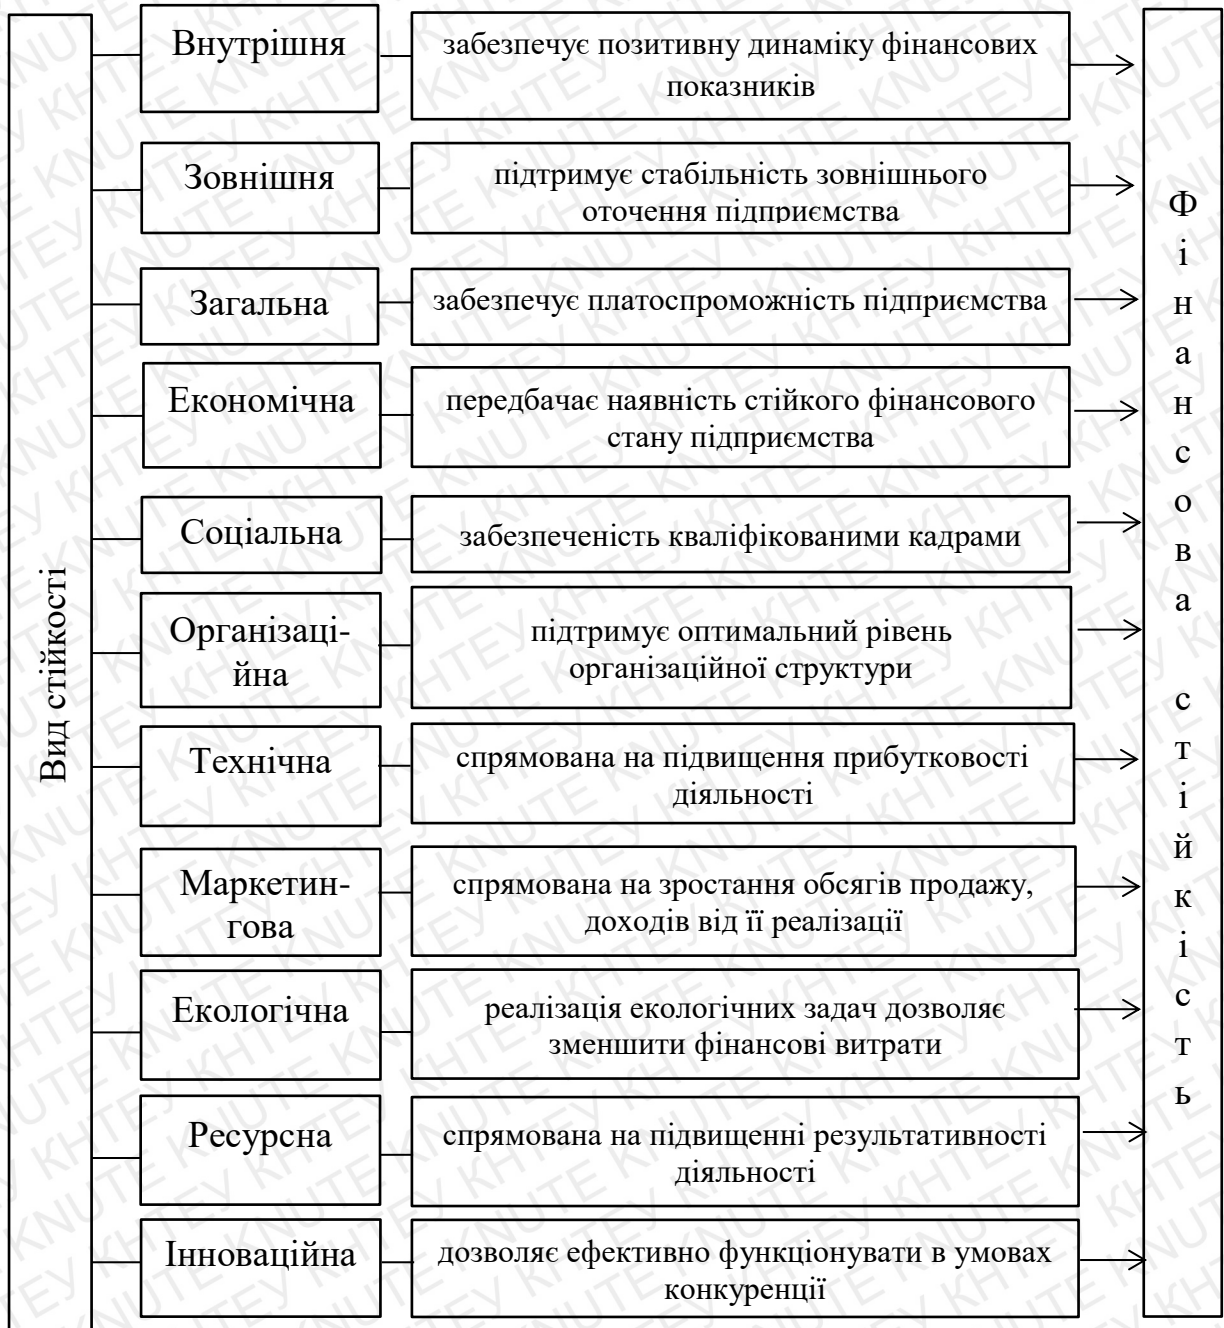 Вид стійкості
Внутрішня
забезпечує позитивну динаміку фінансових
показників
Зовнішня
підтримує стабільність зовнішнього
оточення підприємства
Загальна
забезпечує платоспроможність підприємства
Економічна
передбачає наявність стійкого фінансового
стану підприємства
Соціальна
забезпеченість кваліфікованими кадрами
Організаці-
йна
підтримує оптимальний рівень
організаційної структури
Технічна
спрямована на підвищення прибутковості
діяльності
Маркетин-
гова
спрямована на зростання обсягів продажу,
доходів від її реалізації
Екологічна
реалізація екологічних задач дозволяє
зменшити фінансові витрати
Ресурсна
спрямована на підвищенні результативності
діяльності
Інноваційна
дозволяє ефективно функціонувати в умовах
конкуренції
Фінансова стійкість